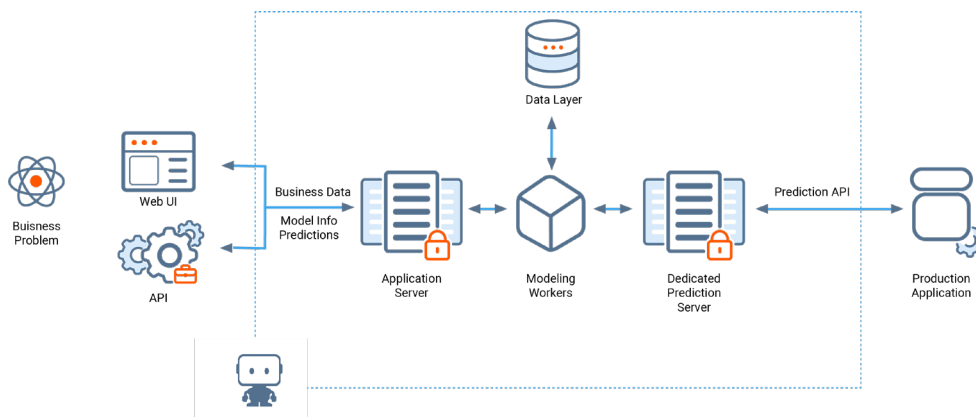 Data Layer
Web UI
Business Data
Prediction API
Model Info
Predictions
Buisness
Problem
API
Application
Server
Modeling
Workers
Dedicated
Prediction
Server
Production
Application